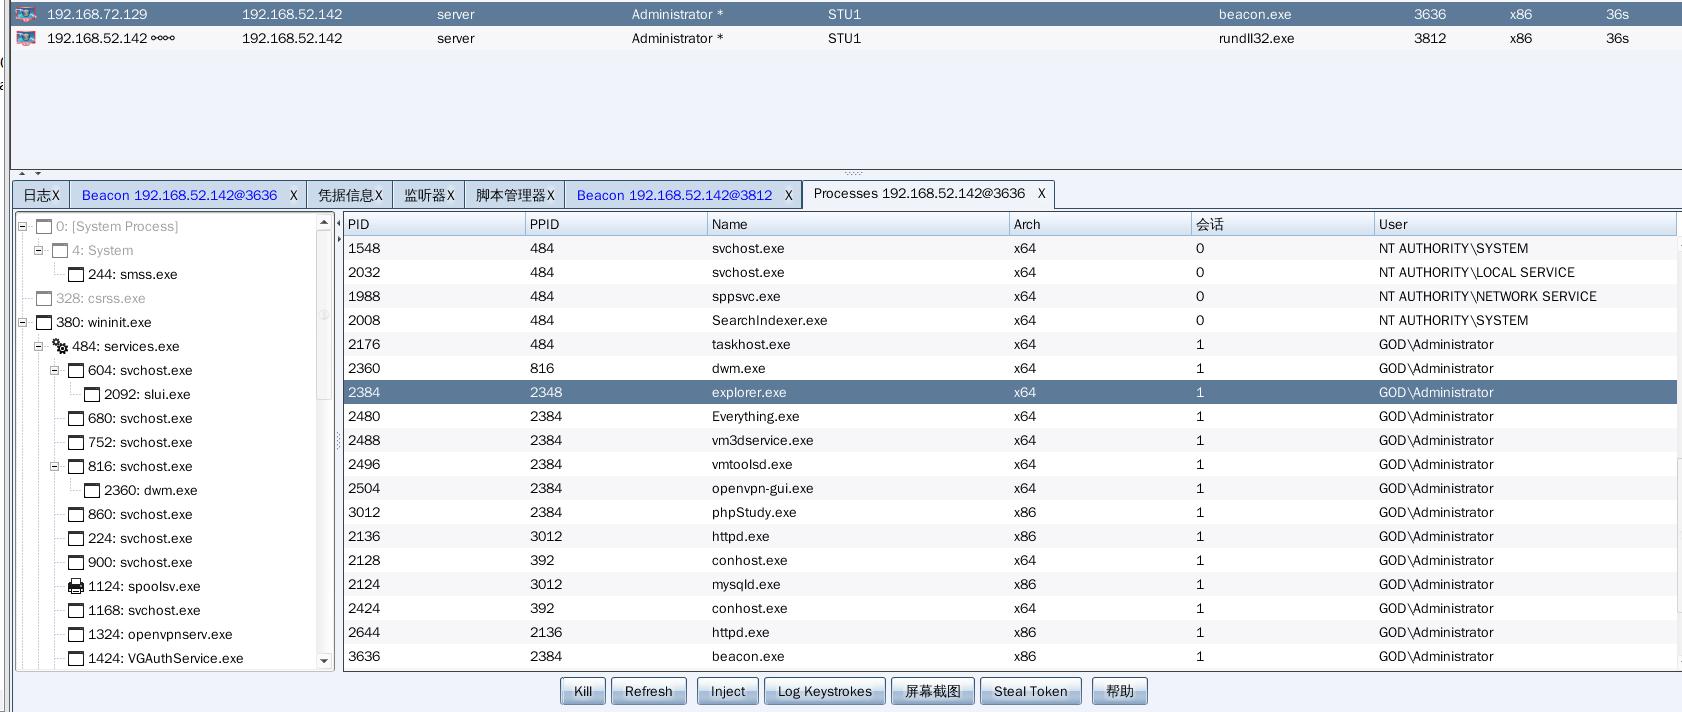 192.168.72.129 192.168.52.142 server Administrator * STU1 beacon.exe 3636 x86 36s
192.168.52.142 192.168.52.142 server Administrator * STU1 rundll32.exe 3812 x86 36s
日志X Beacon 192.168.52.142@3636 X 凭据信息X 监听器X 脚本管理器X Beacon 192.168.52.142@3812 X Processes 192.168.52.142@3636 X
0: [System Process]
4: System
244: smss.exe
328: csrss.exe
380: wininit.exe
484: services.exe
604: svchost.exe
2092: slui.exe
680: svchost.exe
752: svchost.exe
816: svchost.exe
2360: dwm.exe
860: svchost.exe
224: svchost.exe
900: svchost.exe
1124: spoolsv.exe
1168: svchost.exe
1324: openvpnserv.exe
1424: VGAuthService.exe
PID PPID Name Arch 会话 User
1548 484 svchost.exe x64 0 NT AUTHORITY\SYSTEM
2032 484 svchost.exe x64 0 NT AUTHORITY\LOCAL SERVICE
1988 484 sppsvc.exe x64 0 NT AUTHORITY\NETWORK SERVICE
2008 484 SearchIndexer.exe x64 0 NT AUTHORITY\SYSTEM
2176 484 taskhost.exe x64 1 GOD\Administrator
2360 816 dwm.exe x64 1 GOD\Administrator
2384 2348 explorer.exe x64 1 GOD\Administrator
2480 2384 Everything.exe x64 1 GOD\Administrator
2488 2384 vm3dservice.exe x64 1 GOD\Administrator
2496 2384 vmtoolsd.exe x64 1 GOD\Administrator
2504 2384 openvpn-gui.exe x64 1 GOD\Administrator
3012 2384 phpStudy.exe x86 1 GOD\Administrator
2136 3012 httpd.exe x86 1 GOD\Administrator
2128 392 conhost.exe x64 1 GOD\Administrator
2124 3012 mysqld.exe x86 1 GOD\Administrator
2424 392 conhost.exe x64 1 GOD\Administrator
2644 2136 httpd.exe x86 1 GOD\Administrator
3636 2384 beacon.exe x86 1 GOD\Administrator
Kill Refresh Inject Log Keystrokes 屏幕截图 Steal Token 帮助